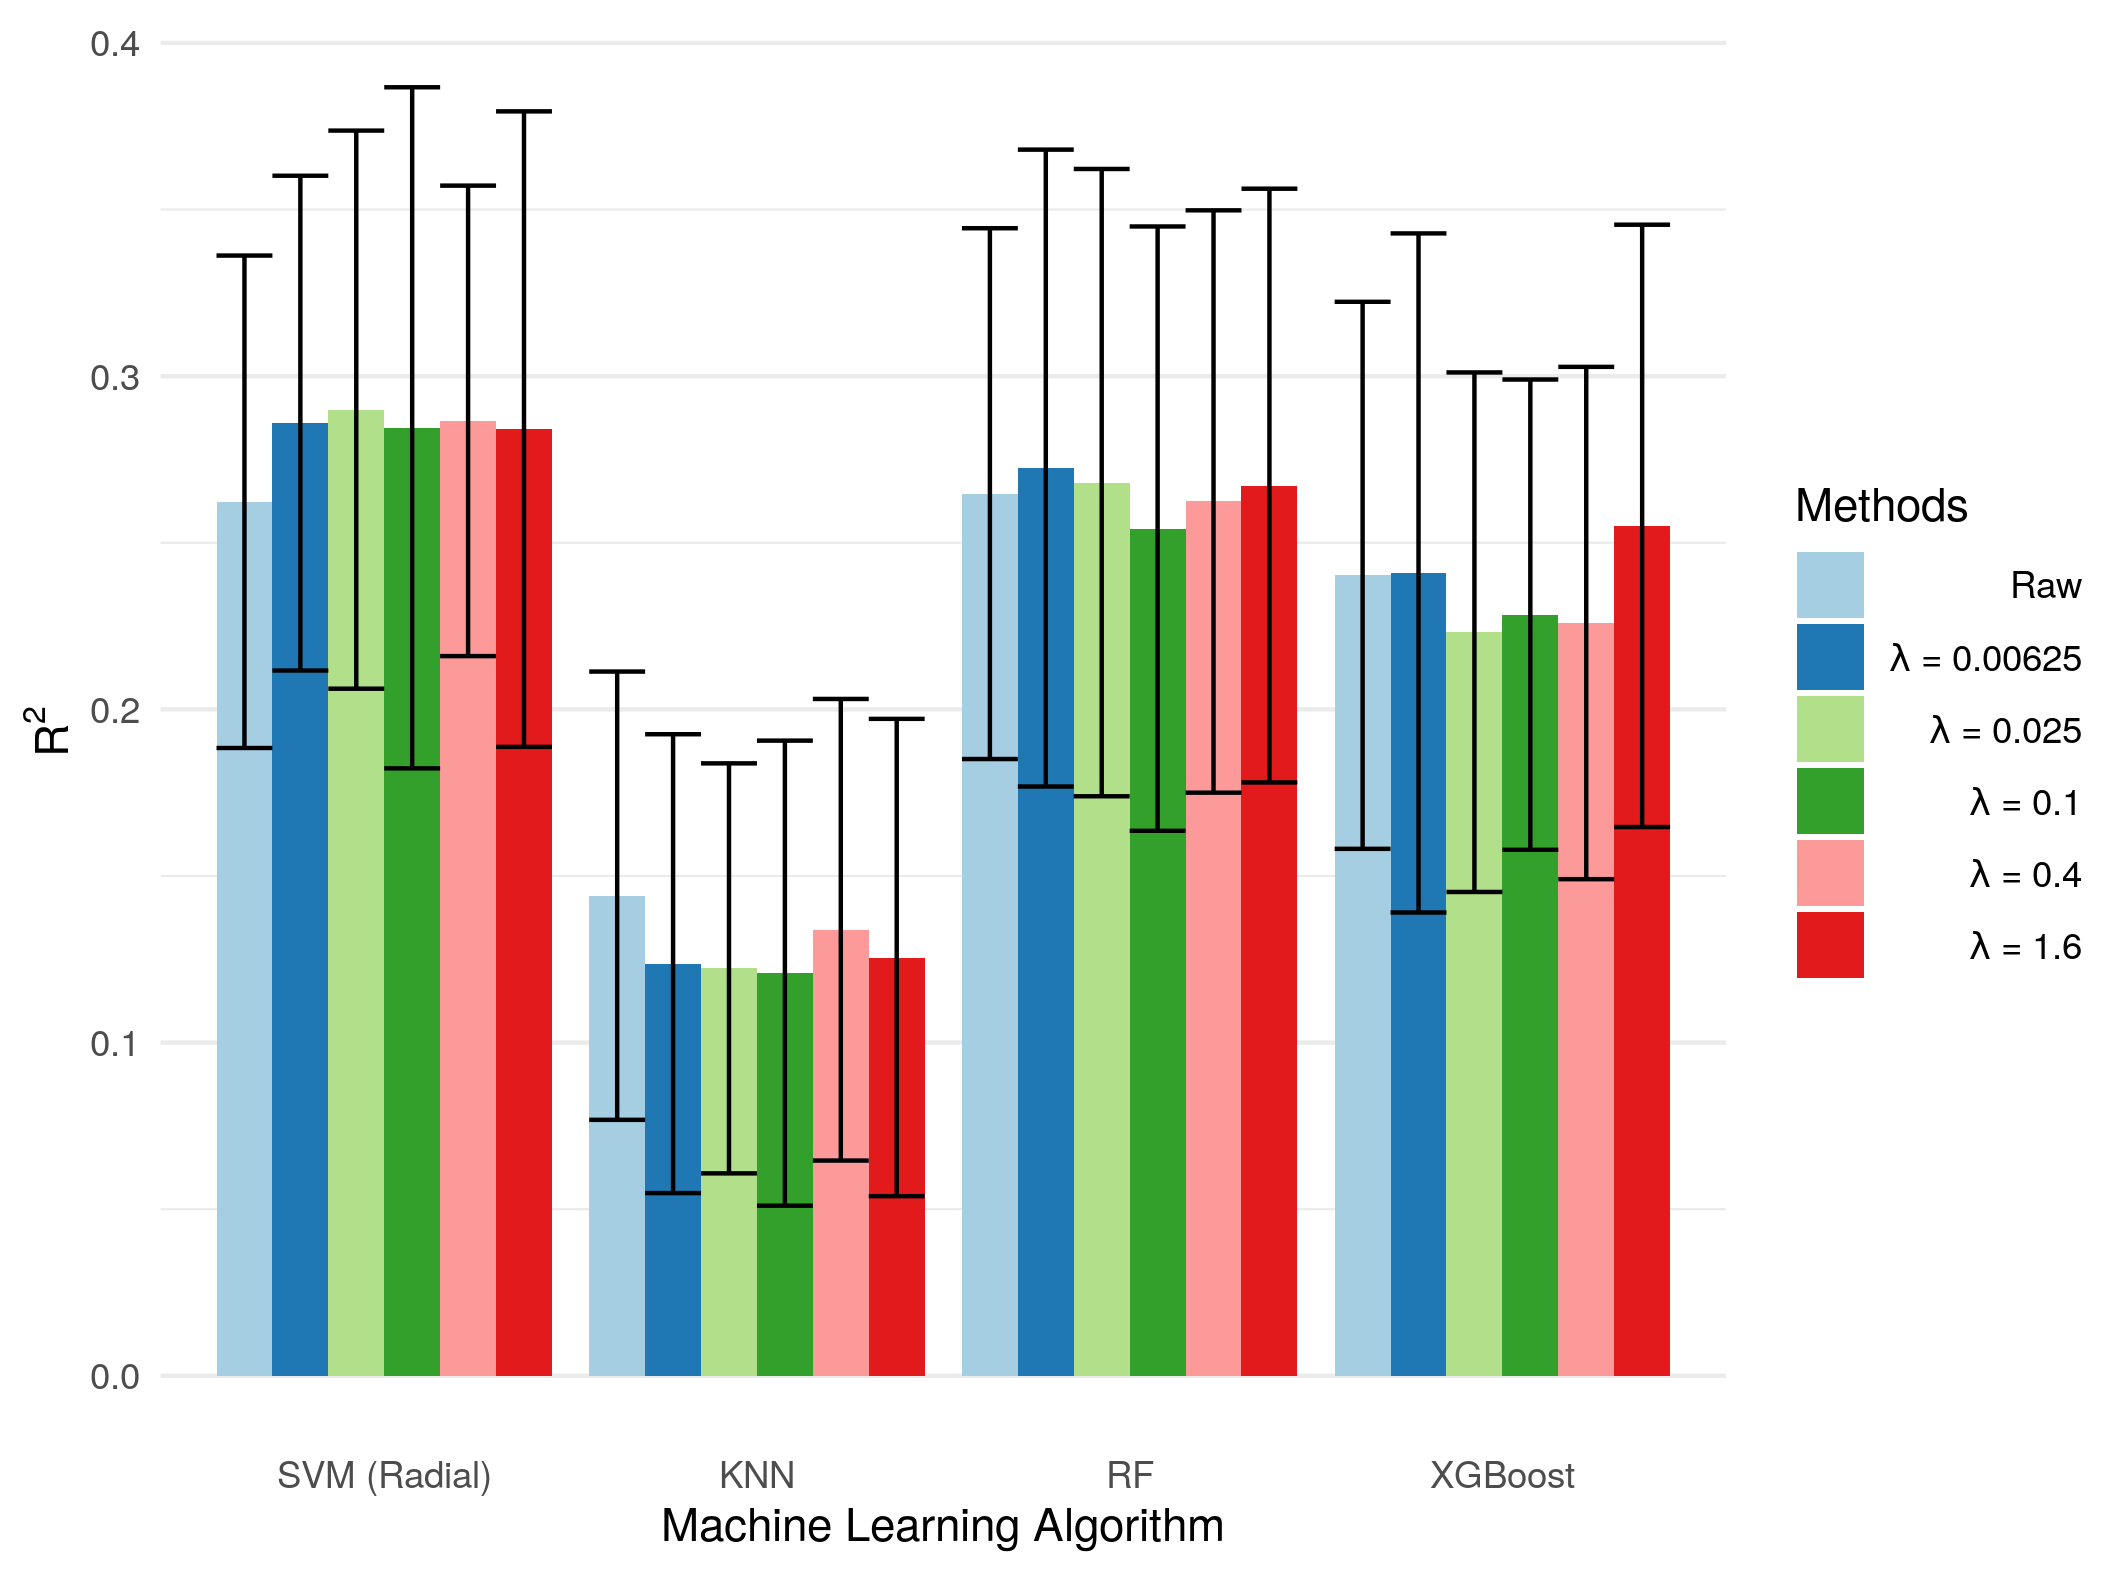 0.4
0.3
0.2
0.1
0.0
R²
SVM (Radial)
KNN
RF
XGBoost
Machine Learning Algorithm
Methods
Raw
λ = 0.00625
λ = 0.025
λ = 0.1
λ = 0.4
λ = 1.6